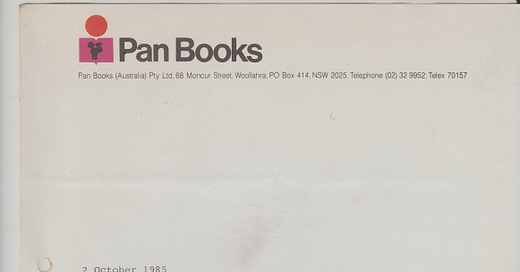 Pan Books
Pan Books (Australia) Pty Ltd, 68 Moncur Street, Woollahra, PO Box 414, NSW 2025. Telephone (02) 32 9952. Telex 70157
2 October 1985